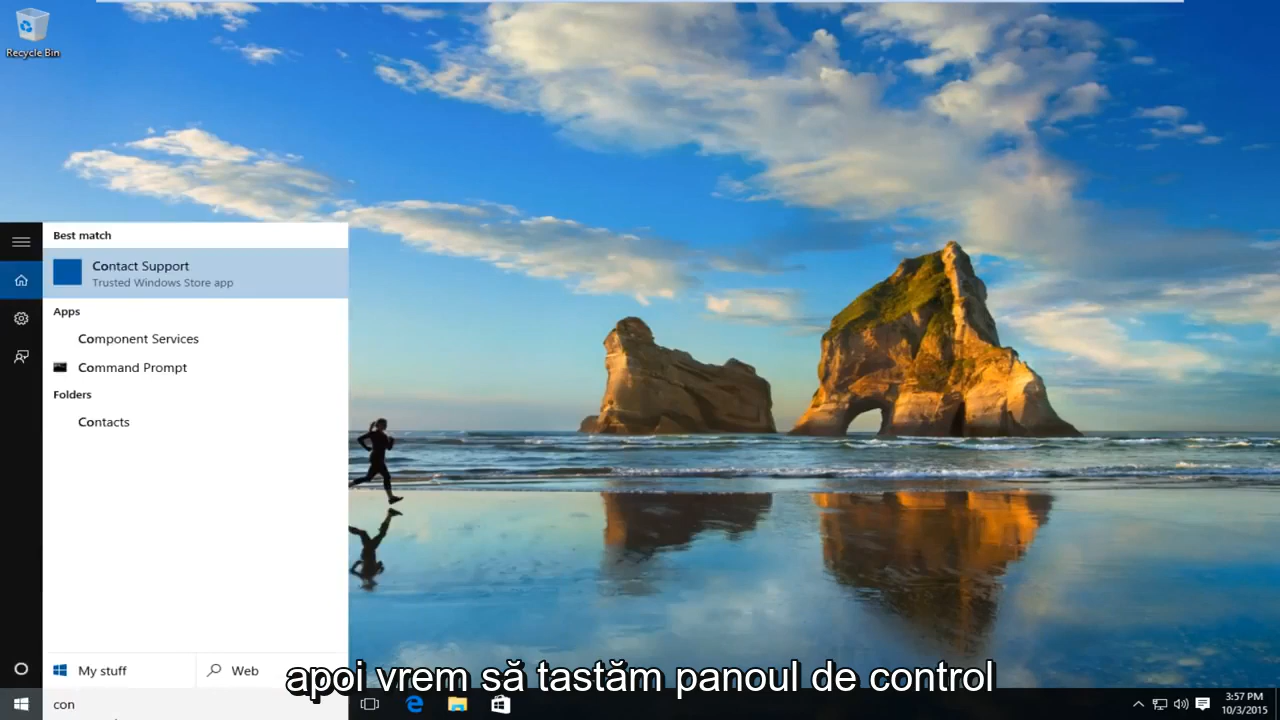 Recycle Bin
Best match
Contact Support
Trusted Windows Store app
Apps
Component Services
Command Prompt
Folders
Contacts
My stuff
Web
apoi vrem să tastăm panoul de control
con
3:57 PM
10/3/2015